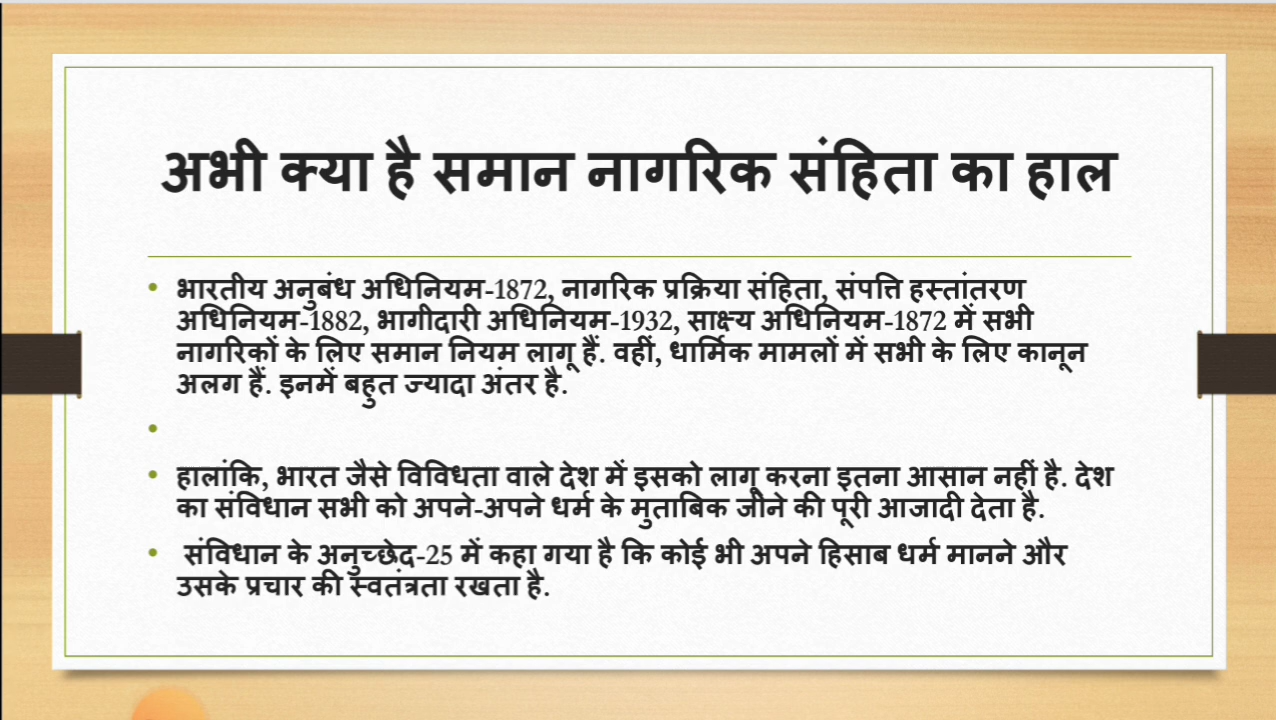 अभी क्या है समान नागरिक संहिता का हाल
• भारतीय अनुबंध अधिनियम-1872, नागरिक प्रक्रिया संहिता, संपत्ति हस्तांतरण
अधिनियम-1882, भागीदारी अधिनियम-1932, साक्ष्य अधिनियम-1872 में सभी
नागरिकों के लिए समान नियम लागू हैं. वहीं, धार्मिक मामलों में सभी के लिए कानून
अलग हैं. इनमें बहुत ज्यादा अंतर है.
•
• हालांकि, भारत जैसे विविधता वाले देश में इसको लागू करना इतना आसान नहीं है. देश
का संविधान सभी को अपने-अपने धर्म के मुताबिक जीने की पूरी आजादी देता है.
• संविधान के अनुच्छेद-25 में कहा गया है कि कोई भी अपने हिसाब धर्म मानने और
उसके प्रचार की स्वतंत्रता रखता है.